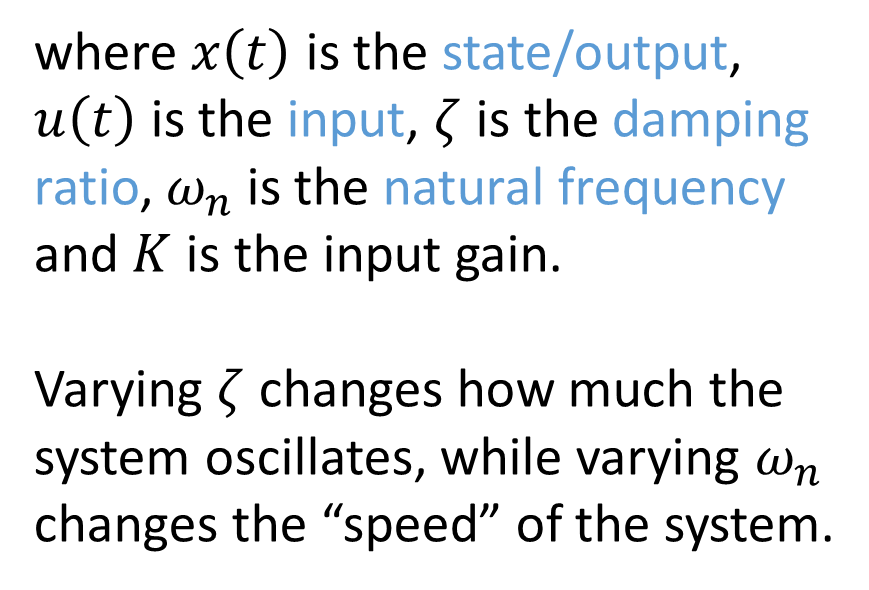 where x(t) is the state/output,
u(t) is the input, ζ is the damping
ratio, ωₙ is the natural frequency
and K is the input gain.
Varying ζ changes how much the
system oscillates, while varying ωₙ
changes the “speed” of the system.